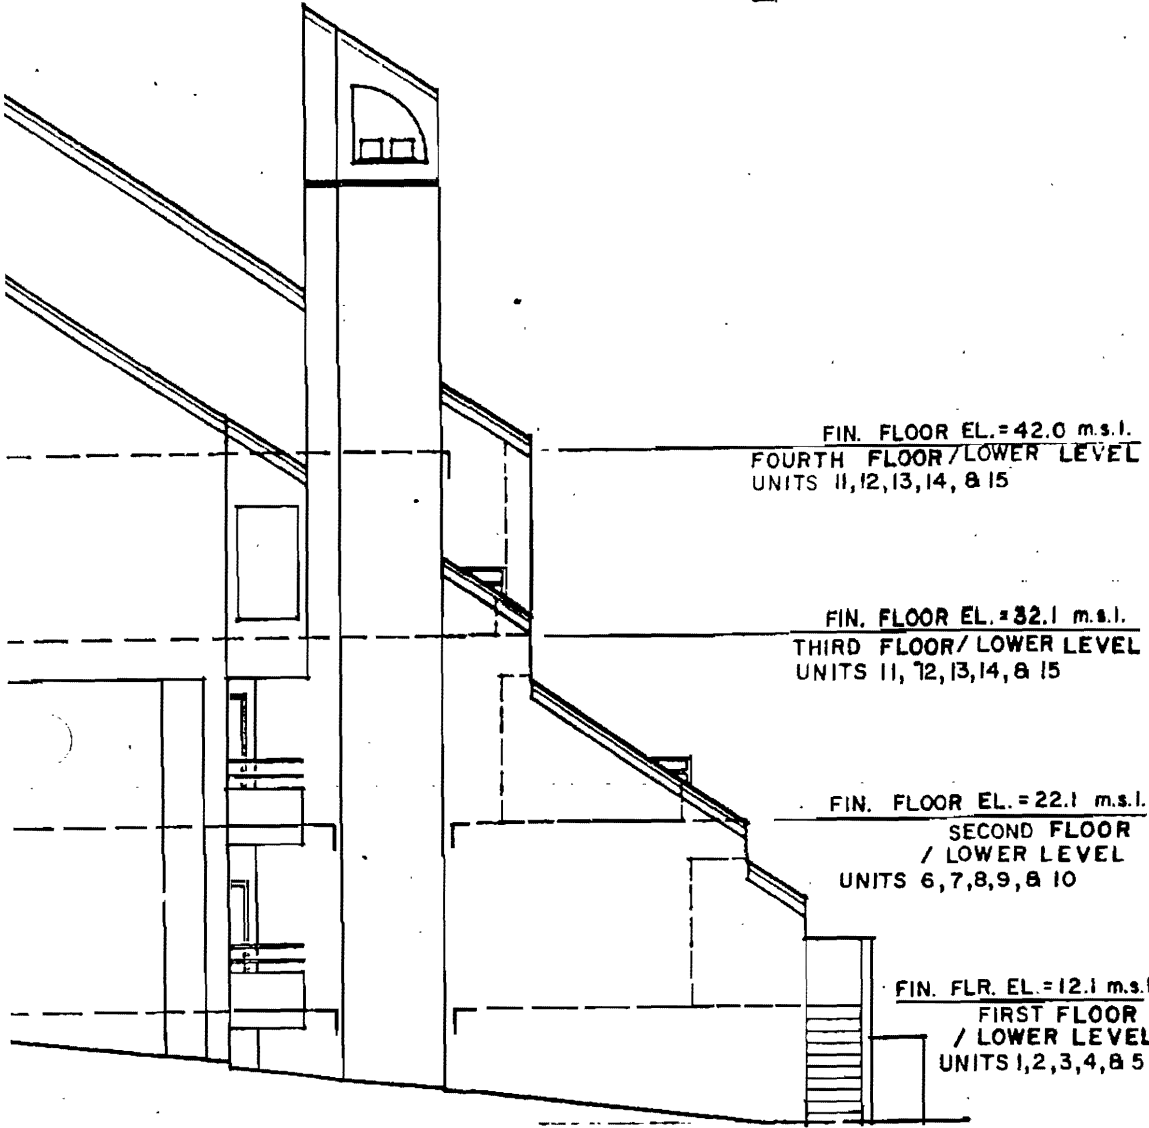 FIN. FLOOR EL.=42.0 m.s.l.
FOURTH FLOOR/LOWER LEVEL
UNITS 11,12,13,14, & 15
FIN. FLOOR EL.=32.1 m.s.l.
THIRD FLOOR/LOWER LEVEL
UNITS 11, 12,13,14, & 15
FIN. FLOOR EL.=22.1 m.s.l.
SECOND FLOOR
/ LOWER LEVEL
UNITS 6,7,8,9,& 10
FIN. FLR. EL.=12.1 m.s.l
FIRST FLOOR
/ LOWER LEVEL
UNITS 1,2,3,4,& 5